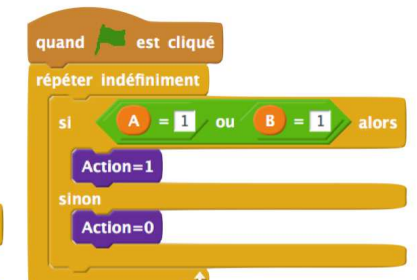 quand est cliqué
répéter indéfiniment
si A = 1 ou B = 1 alors
Action=1
sinon
Action=0